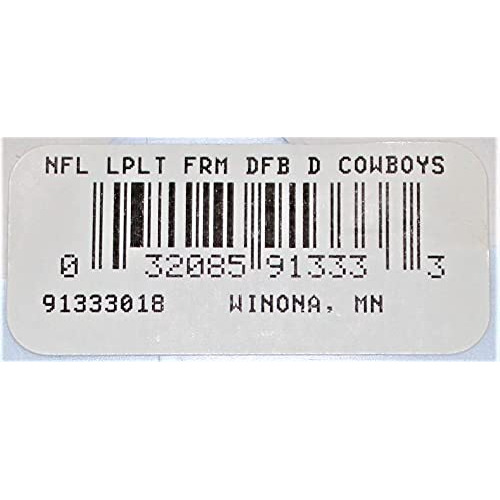 NFL LPLT FRM DFB D COWBOYS
0 32085 91333 3
91333018 WINONA, MN